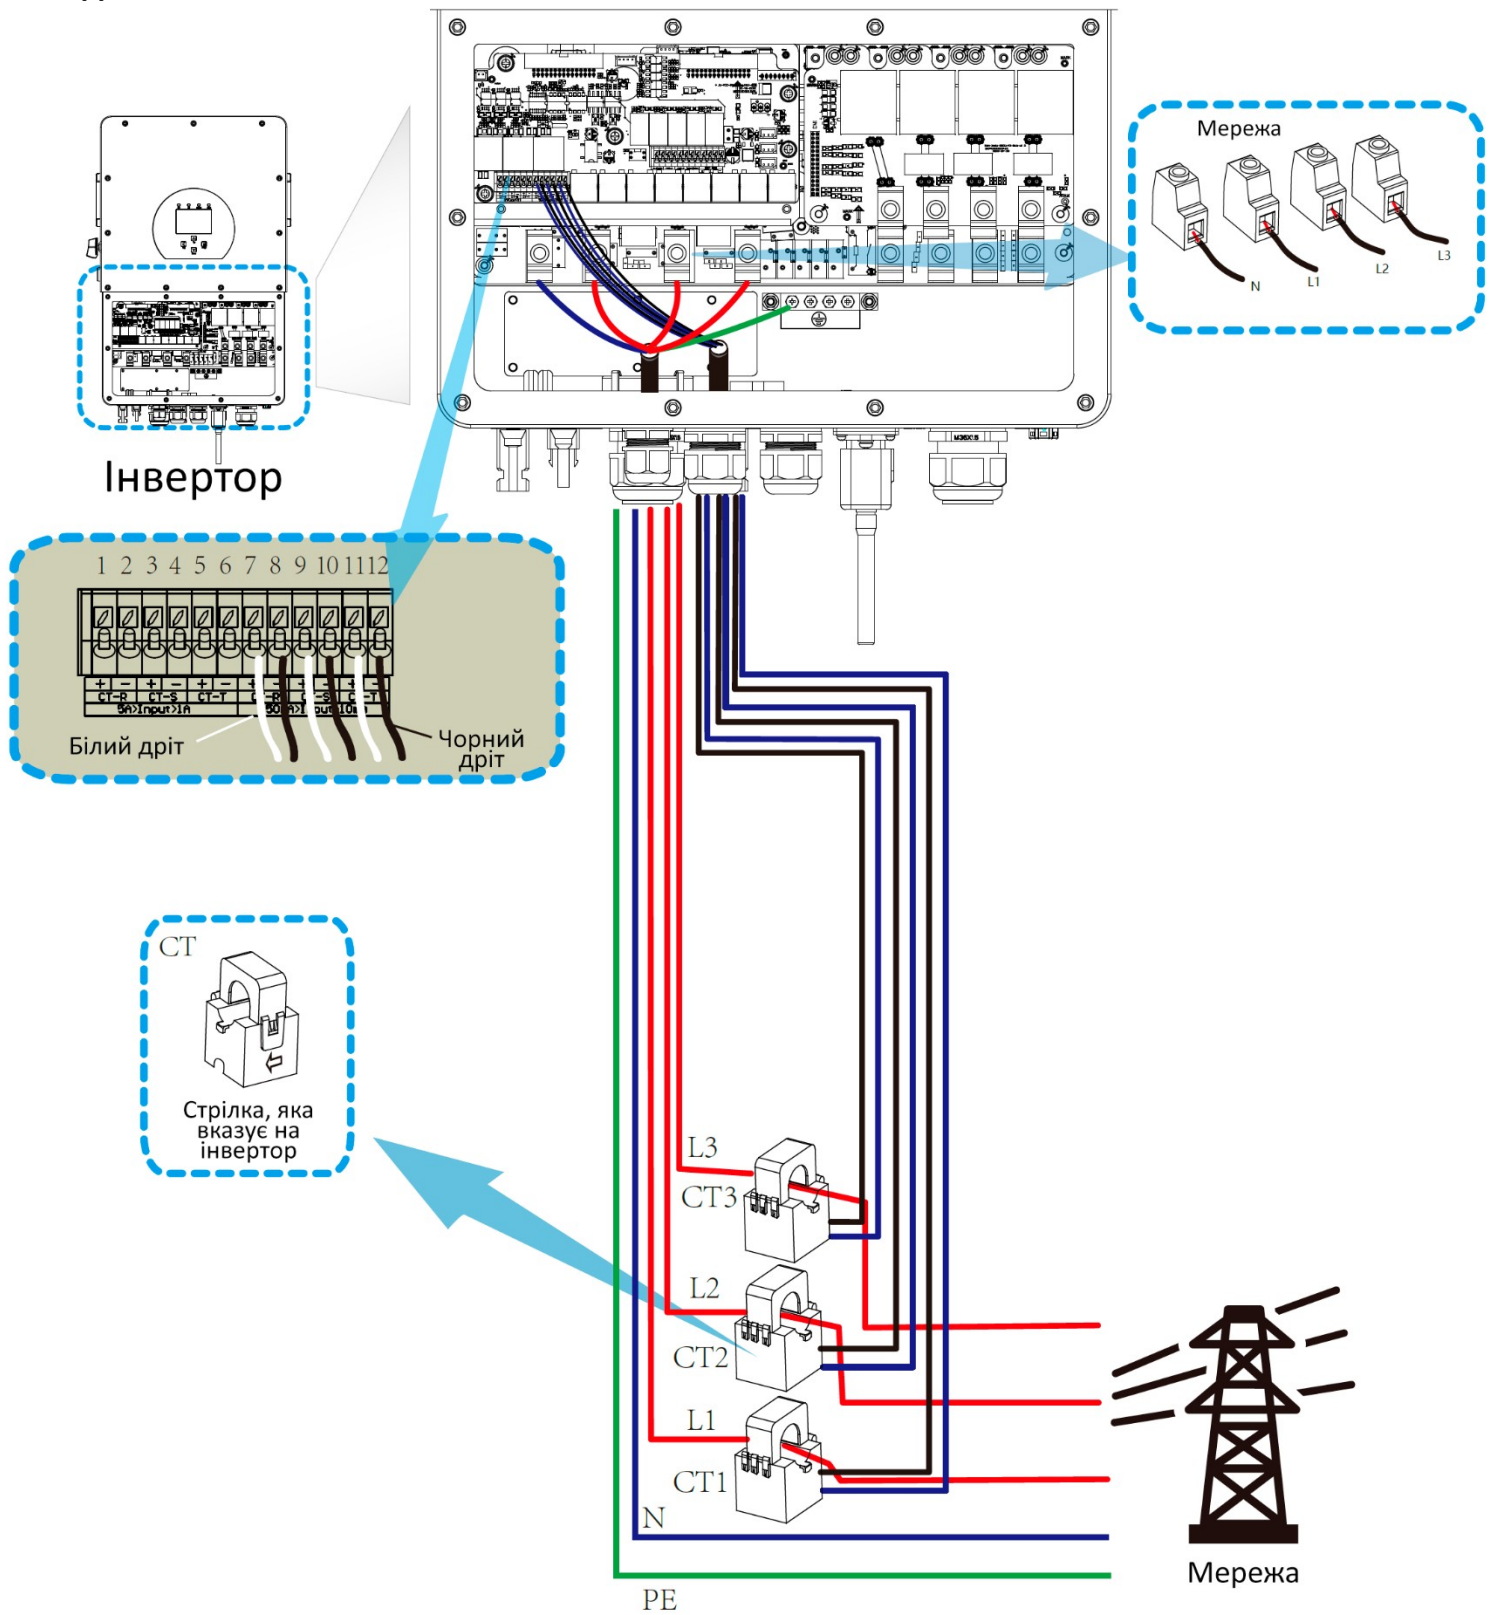 Мережа
N
L1
L2
L3
Інвертор
M36X1.5
1 2 3 4 5 6 7 8 9 10 11 12
+ - + - + -
CT-R CT-S CT-T
5A>Input>1A
Білий дріт
Чорний
дріт
CT
Стрілка, яка
вказує на
інвертор
L3
CT3
L2
CT2
L1
CT1
N
PE
Мережа